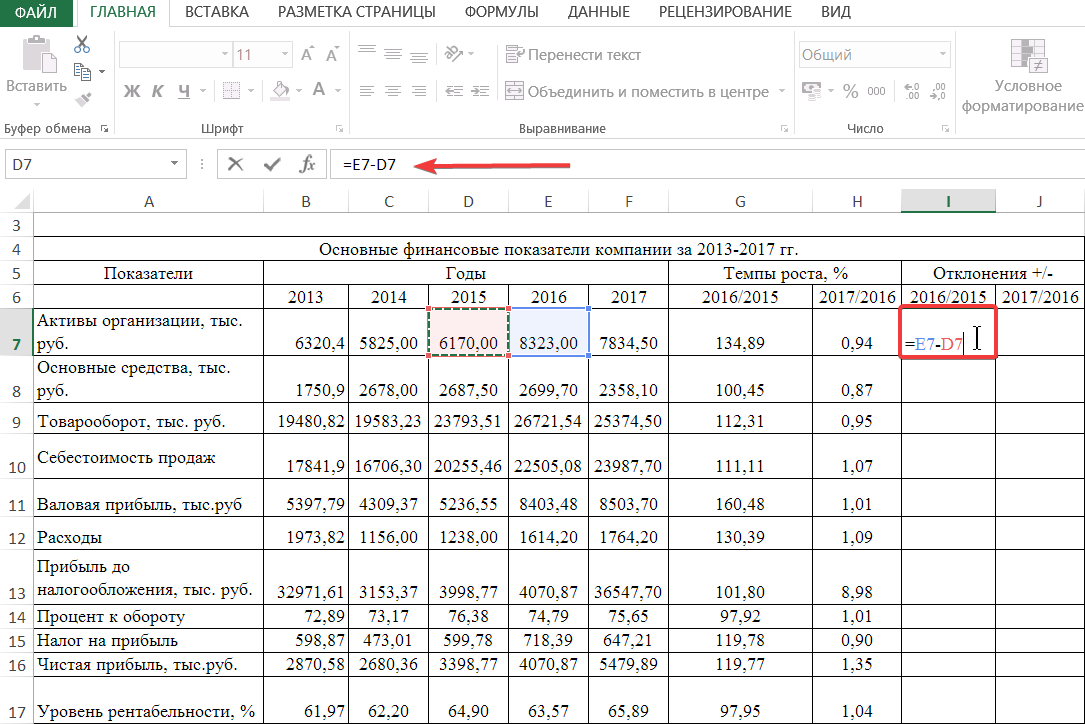 ФАЙЛ ГЛАВНАЯ ВСТАВКА РАЗМЕТКА СТРАНИЦЫ ФОРМУЛЫ ДАННЫЕ РЕЦЕНЗИРОВАНИЕ ВИД
11 А А Перенести текст Общий
Вставить Ж К Ч А Объединить и поместить в центре % 000 ,0 ,00 ,00 ,0 Условное форматирование
Буфер обмена Шрифт Выравнивание Число
D7 fx =E7-D7
A B C D E F G H I J
3
4 Основные финансовые показатели компании за 2013-2017 гг.
5 Показатели Годы Темпы роста, % Отклонения +/-
6 2013 2014 2015 2016 2017 2016/2015 2017/2016 2016/2015 2017/2016
Активы организации, тыс.
7 руб. 6320,4 5825,00 6170,00 8323,00 7834,50 134,89 0,94 =E7-D7
Основные средства, тыс.
8 руб. 1750,9 2678,00 2687,50 2699,70 2358,10 100,45 0,87
9 Товарооборот, тыс. руб. 19480,82 19583,23 23793,51 26721,54 25374,50 112,31 0,95
10 Себестоимость продаж 17841,9 16706,30 20255,46 22505,08 23987,70 111,11 1,07
11 Валовая прибыль, тыс.руб 5397,79 4309,37 5236,55 8403,48 8503,70 160,48 1,01
12 Расходы 1973,82 1156,00 1238,00 1614,20 1764,20 130,39 1,09
Прибыль до
13 налогообложения, тыс. руб. 32971,61 3153,37 3998,77 4070,87 36547,70 101,80 8,98
14 Процент к обороту 72,89 73,17 76,38 74,79 75,65 97,92 1,01
15 Налог на прибыль 598,87 473,01 599,78 718,39 647,21 119,78 0,90
16 Чистая прибыль, тыс.руб. 2870,58 2680,36 3398,77 4070,87 5479,89 119,77 1,35
17 Уровень рентабельности, % 61,97 62,20 64,90 63,57 65,89 97,95 1,04